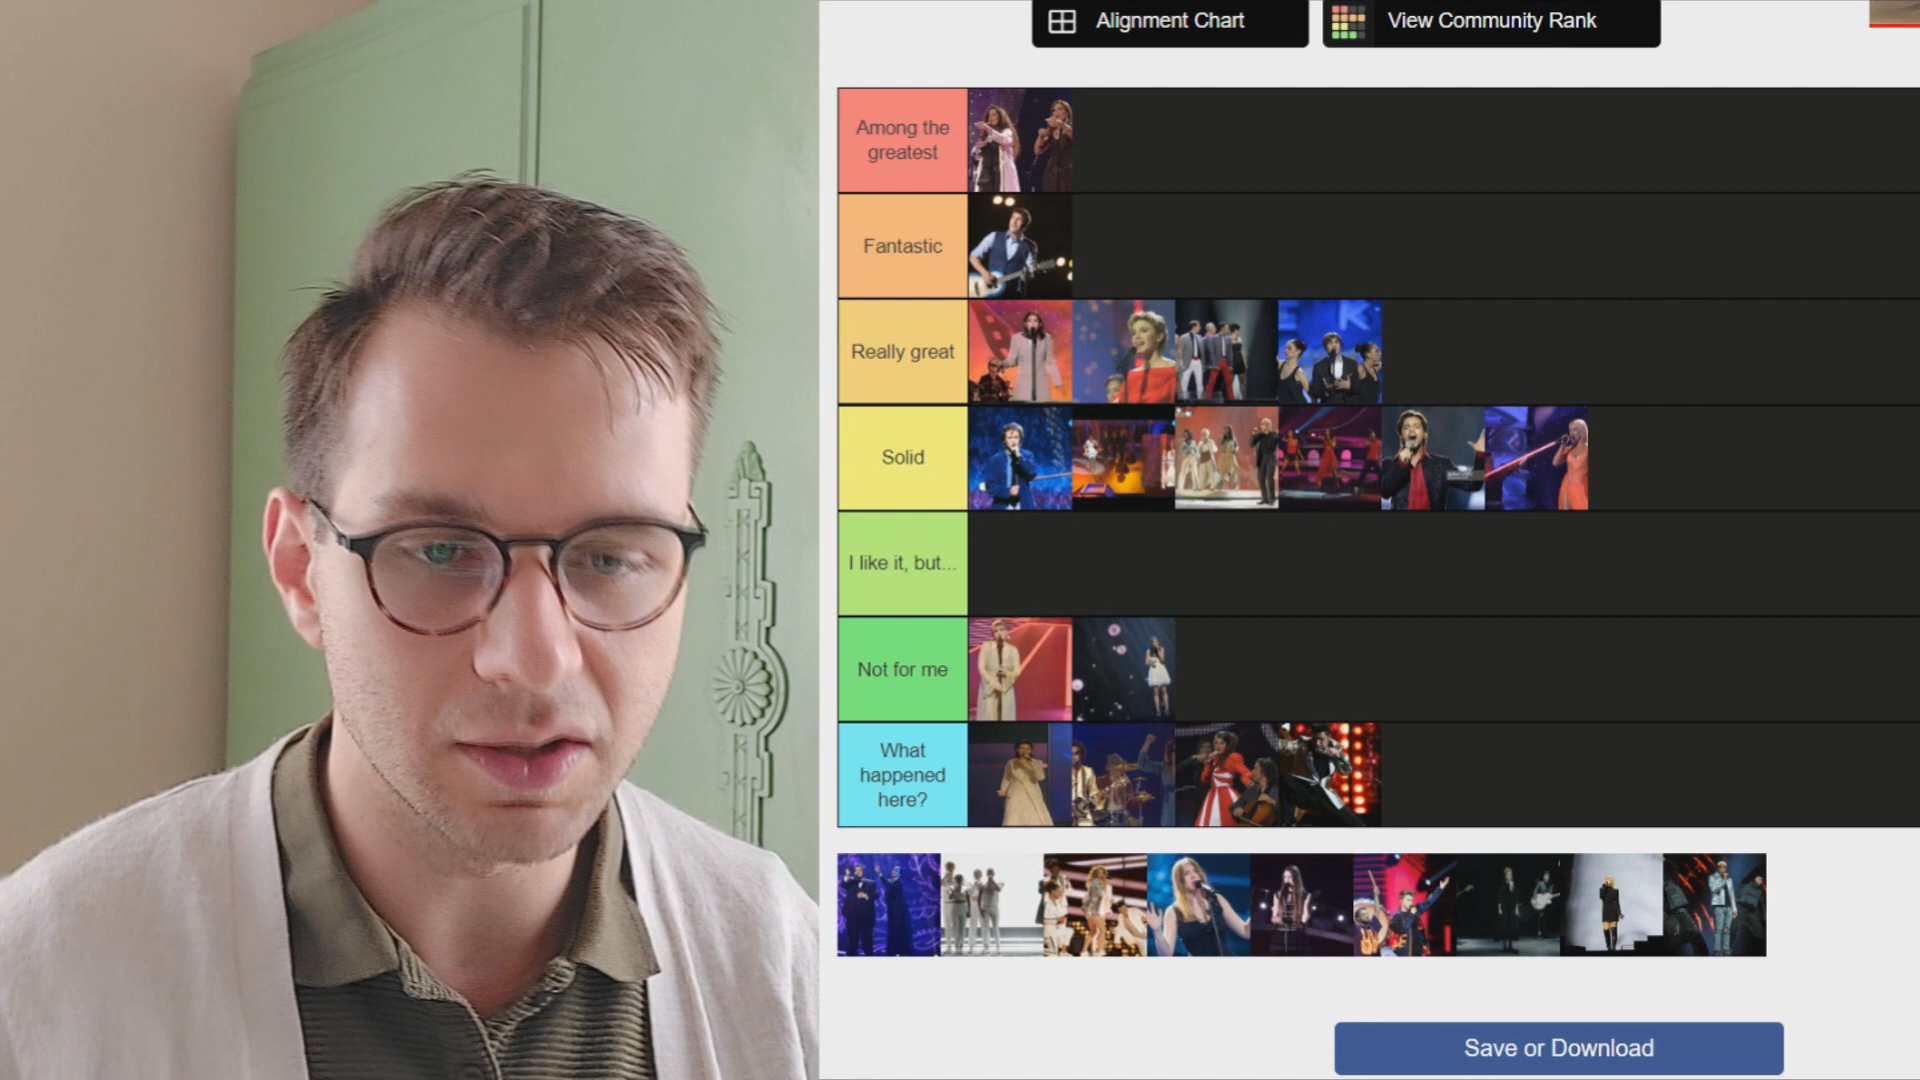 Alignment Chart
View Community Rank
Among the
greatest
Fantastic
Really great
Solid
I like it, but...
Not for me
What
happened
here?
Save or Download